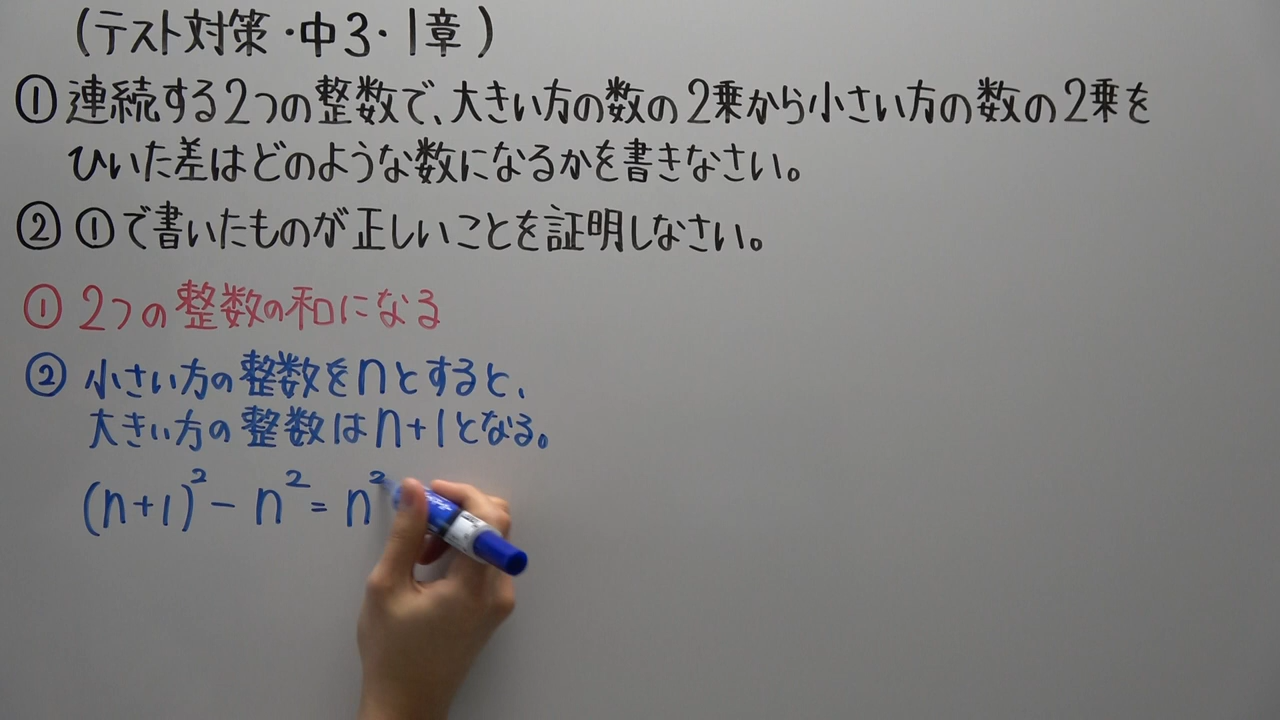 (テスト対策・中3・1章)
①連続する2つの整数で、大きい方の数の2乗から小さい方の数の2乗を
ひいた差はどのような数になるかを書きなさい。
②①で書いたものが正しいことを証明しなさい。
①2つの整数の和になる
②小さい方の整数をnとすると、
大きい方の整数はn+1となる。
(n+1)²-n²=n²